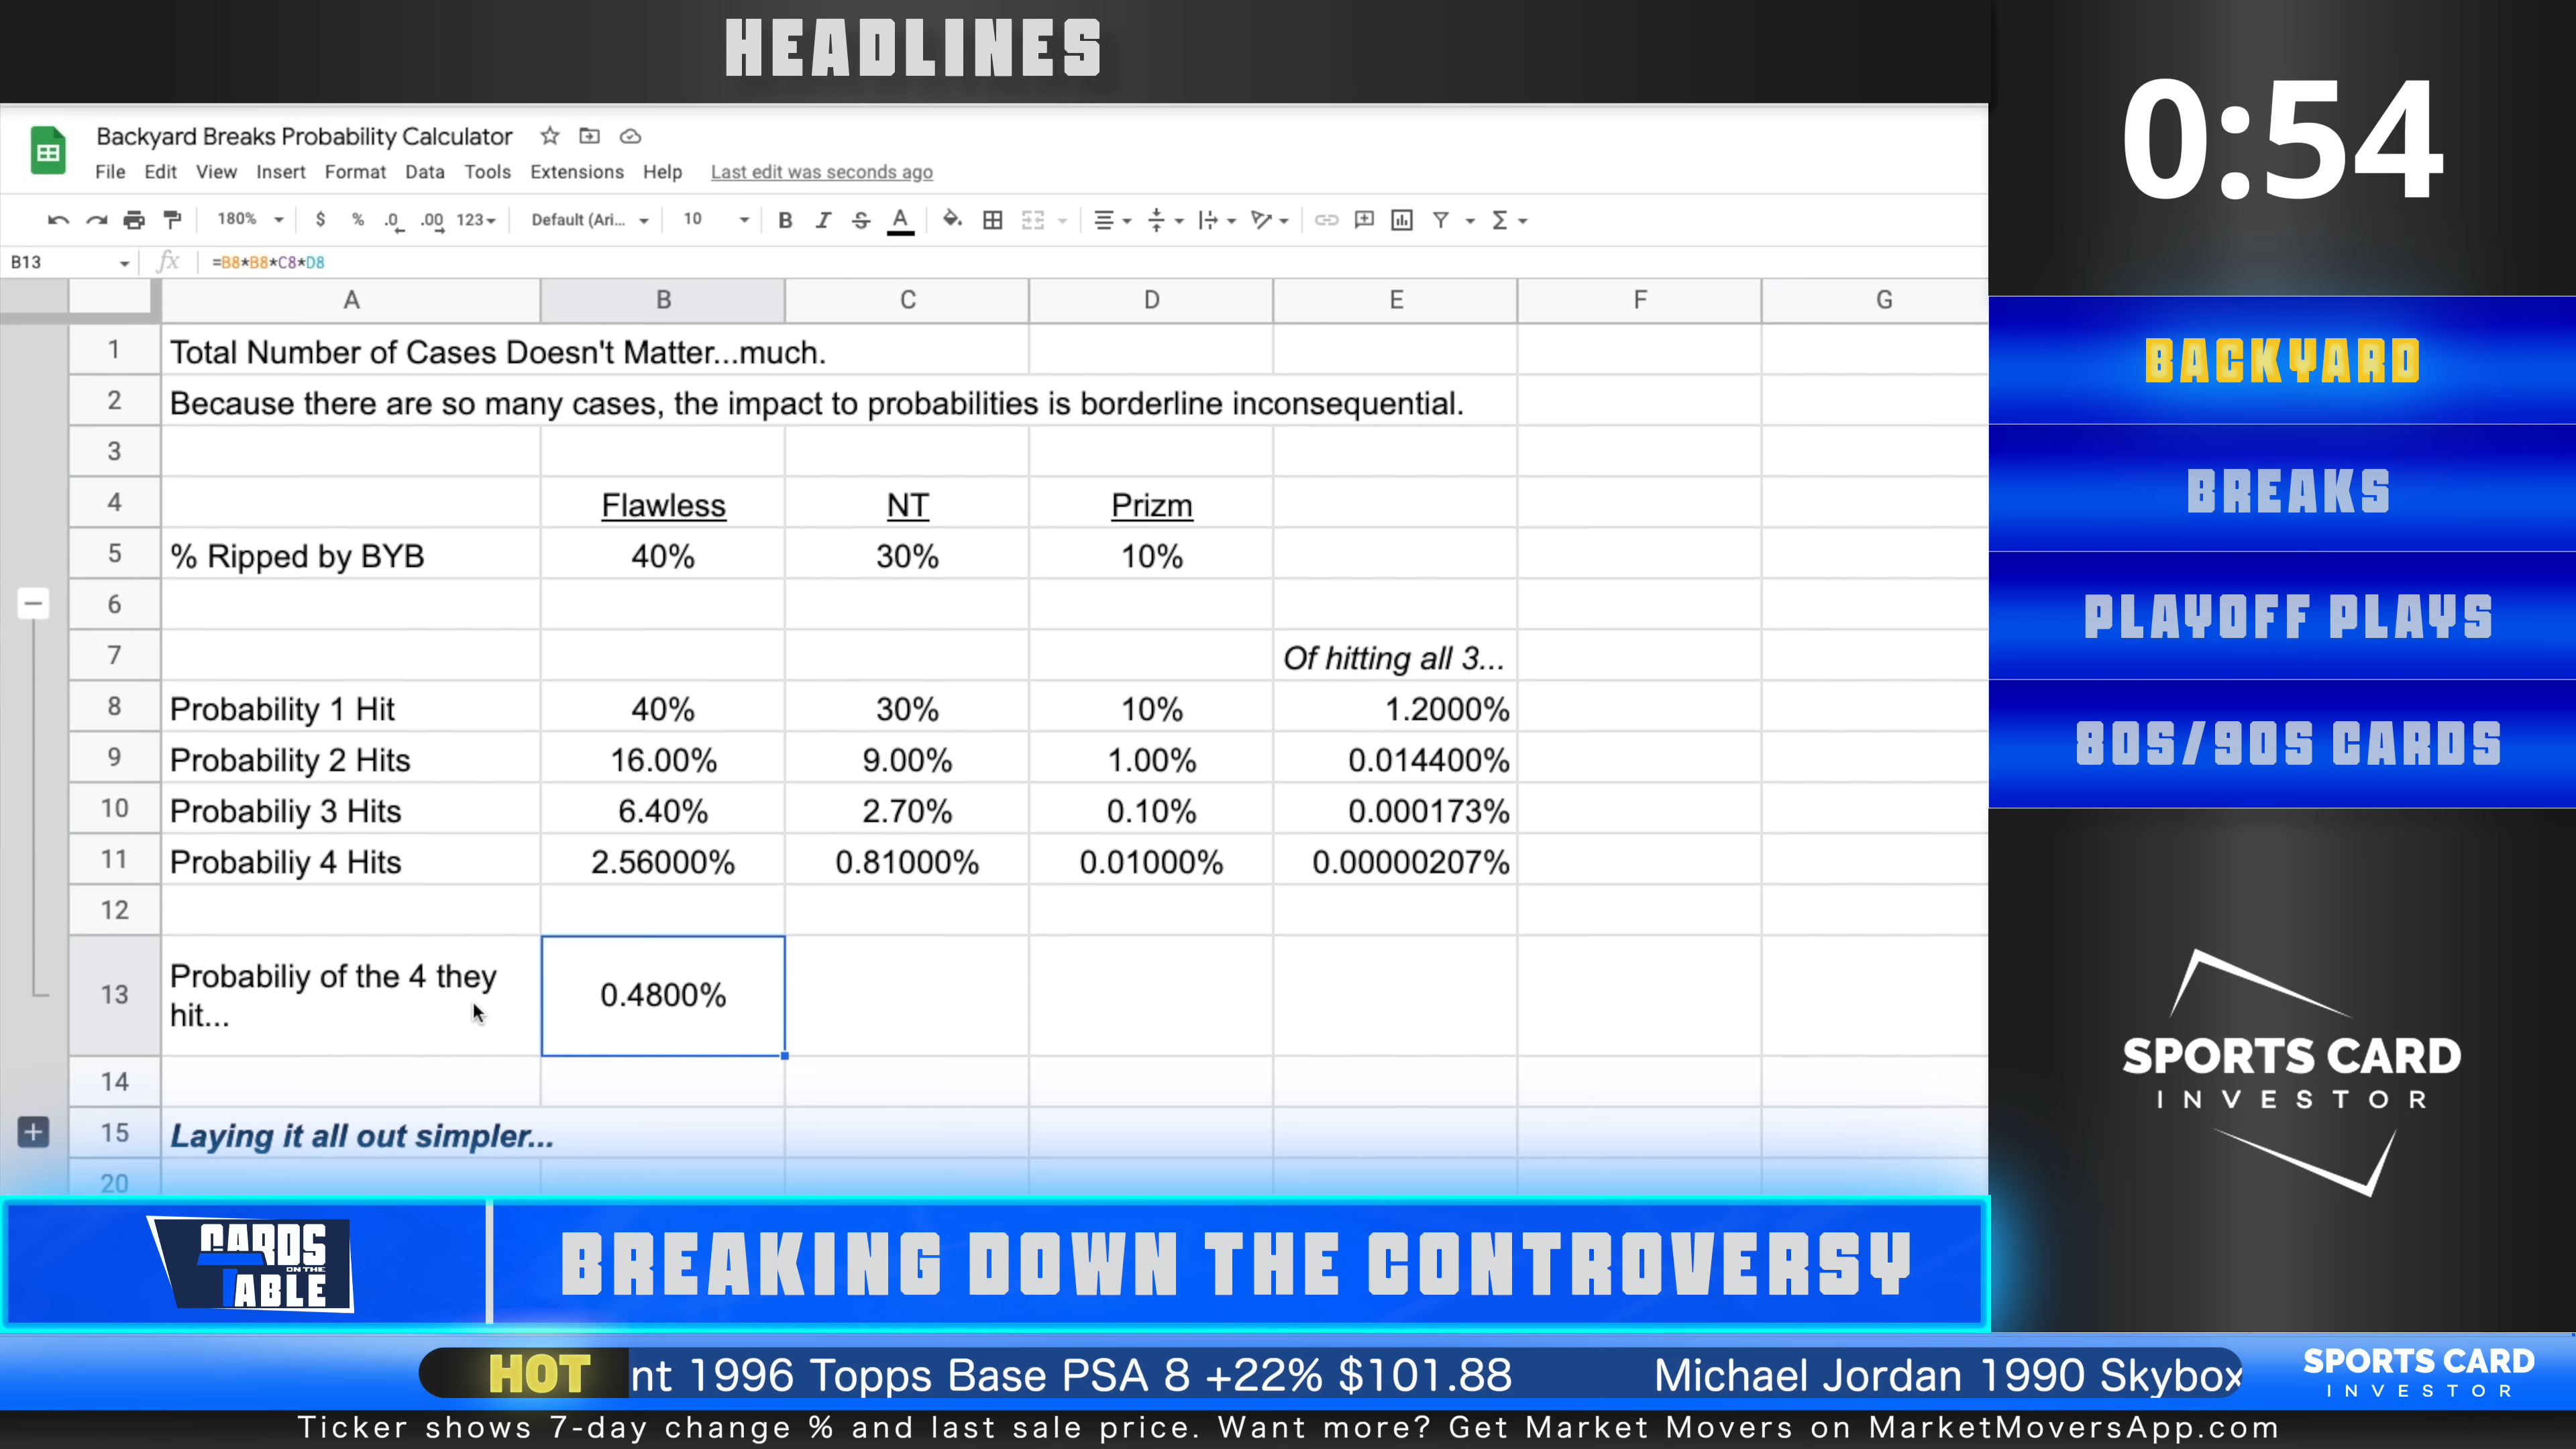 HEADLINES
0:54
Backyard Breaks Probability Calculator
File Edit View Insert Format Data Tools Extensions Help Last edit was seconds ago
180% $ % .0 .00 123 Default (Ari... 10 B I S A Σ
B13 fx =B8*B8*C8*D8
A B C D E F G
1 Total Number of Cases Doesn't Matter...much.
2 Because there are so many cases, the impact to probabilities is borderline inconsequential.
3
4 Flawless NT Prizm
5 % Ripped by BYB 40% 30% 10%
6
7 Of hitting all 3...
8 Probability 1 Hit 40% 30% 10% 1.2000%
9 Probability 2 Hits 16.00% 9.00% 1.00% 0.014400%
10 Probabiliy 3 Hits 6.40% 2.70% 0.10% 0.000173%
11 Probabiliy 4 Hits 2.56000% 0.81000% 0.01000% 0.00000207%
12
13 Probabiliy of the 4 they
hit... 0.4800%
14
15 Laying it all out simpler...
20
BACKYARD
BREAKS
PLAYOFF PLAYS
80S/90S CARDS
SPORTS CARD
INVESTOR
CARDS
ON THE
TABLE
BREAKING DOWN THE CONTROVERSY
HOT nt 1996 Topps Base PSA 8 +22% $101.88 Michael Jordan 1990 Skybox
SPORTS CARD
INVESTOR
Ticker shows 7-day change % and last sale price. Want more? Get Market Movers on MarketMoversApp.com